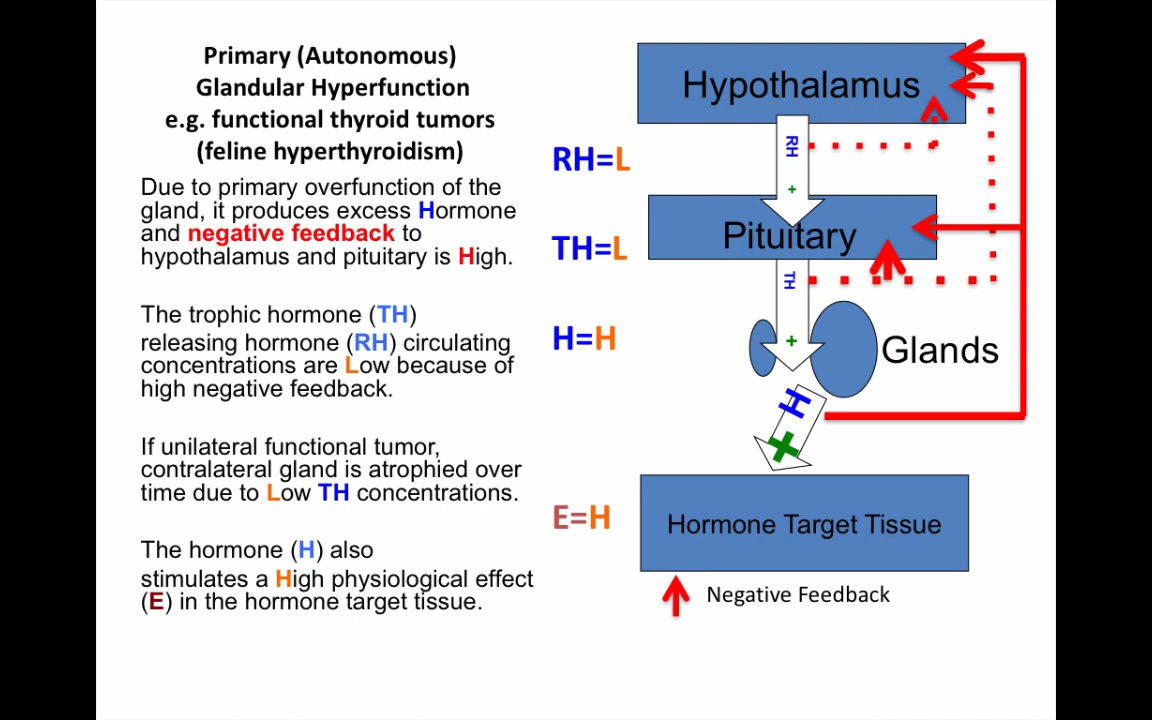 Primary (Autonomous)
Glandular Hyperfunction
e.g. functional thyroid tumors
(feline hyperthyroidism)
Due to primary overfunction of the
gland, it produces excess Hormone
and negative feedback to
hypothalamus and pituitary is High.
The trophic hormone (TH)
releasing hormone (RH) circulating
concentrations are Low because of
high negative feedback.
If unilateral functional tumor,
contralateral gland is atrophied over
time due to Low TH concentrations.
The hormone (H) also
stimulates a High physiological effect
(E) in the hormone target tissue.
RH=L
TH=L
H=H
E=H
Hypothalamus
RH
+
Pituitary
TH
+
Glands
H
+
Hormone Target Tissue
Negative Feedback